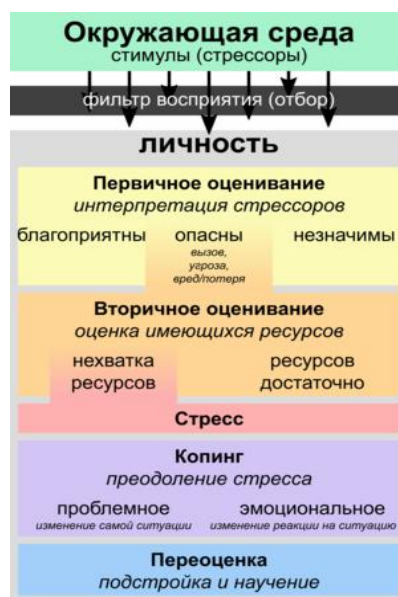 Окружающая среда
стимулы (стрессоры)
фильтр восприятия (отбор)
личность
Первичное оценивание
интерпретация стрессоров
благоприятны опасны незначимы
вызов,
угроза,
вред/потеря
Вторичное оценивание
оценка имеющихся ресурсов
нехватка ресурсов
ресурсов достаточно
Стресс
Копинг
преодоление стресса
проблемное эмоциональное
изменение самой ситуации изменение реакции на ситуацию
Переоценка
подстройка и научение